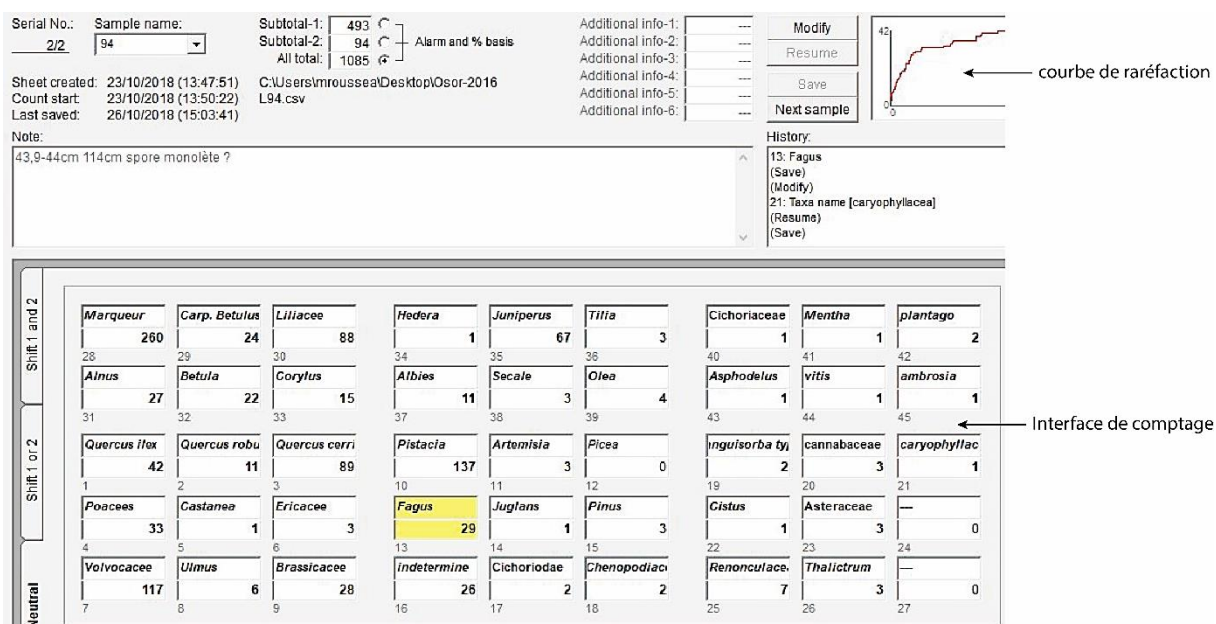 Serial No.: Sample name: Subtotal-1: 493 Additional info-1: --- Modify
2/2 94 Subtotal-2: 94 Alarm and % basis Additional info-2: ---
All total: 1085 Additional info-3: --- Resume
Sheet created: 23/10/2018 (13:47:51) C:\Users\mroussea\Desktop\Osor-2016 Additional info-4: --- Save
Count start: 23/10/2018 (13:50:22) L94.csv Additional info-5: ---
Last saved: 26/10/2018 (15:03:41) Additional info-6: --- Next sample
42
0
0
courbe de raréfaction
Note:
43,9-44cm 114cm spore monolète ?
History:
13: Fagus
(Save)
(Modify)
21: Taxa name [caryophyllacea]
(Resume)
(Save)
Shift 1 and 2
Shift 1 or 2
Neutral
Marqueur Carp. Betulus Liliacee Hedera Juniperus Tilia Cichoriaceae Mentha plantago
260 24 88 1 67 3 1 1 2
28 29 30 34 35 36 40 41 42
Alnus Betula Corylus Albies Secale Olea Asphodelus vitis ambrosia
27 22 15 11 3 4 1 1 1
31 32 33 37 38 39 43 44 45
Interface de comptage
Quercus ilex Quercus robu Quercus cerri Pistacia Artemisia Picea nguisorba ty cannabaceae caryophyllac
42 11 89 137 3 0 2 3 1
1 2 3 10 11 12 19 20 21
Poacees Castanea Ericacee Fagus Juglans Pinus Cistus Asteraceae ---
33 1 3 29 1 3 1 3 0
4 5 6 13 14 15 22 23 24
Volvocacee Ulmus Brassicacee indetermine Cichoriodae Chenopodiac Renonculace Thalictrum ---
117 6 28 26 2 2 7 3 0
7 8 9 16 17 18 25 26 27